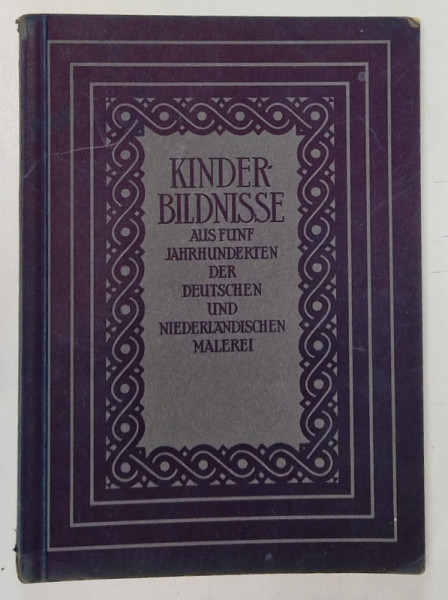 KINDER-
BILDNISSE
AUS FÜNF
JAHRHUNDERTEN
DER
DEUTSCHEN
UND
NIEDERLÄNDISCHEN
MALEREI